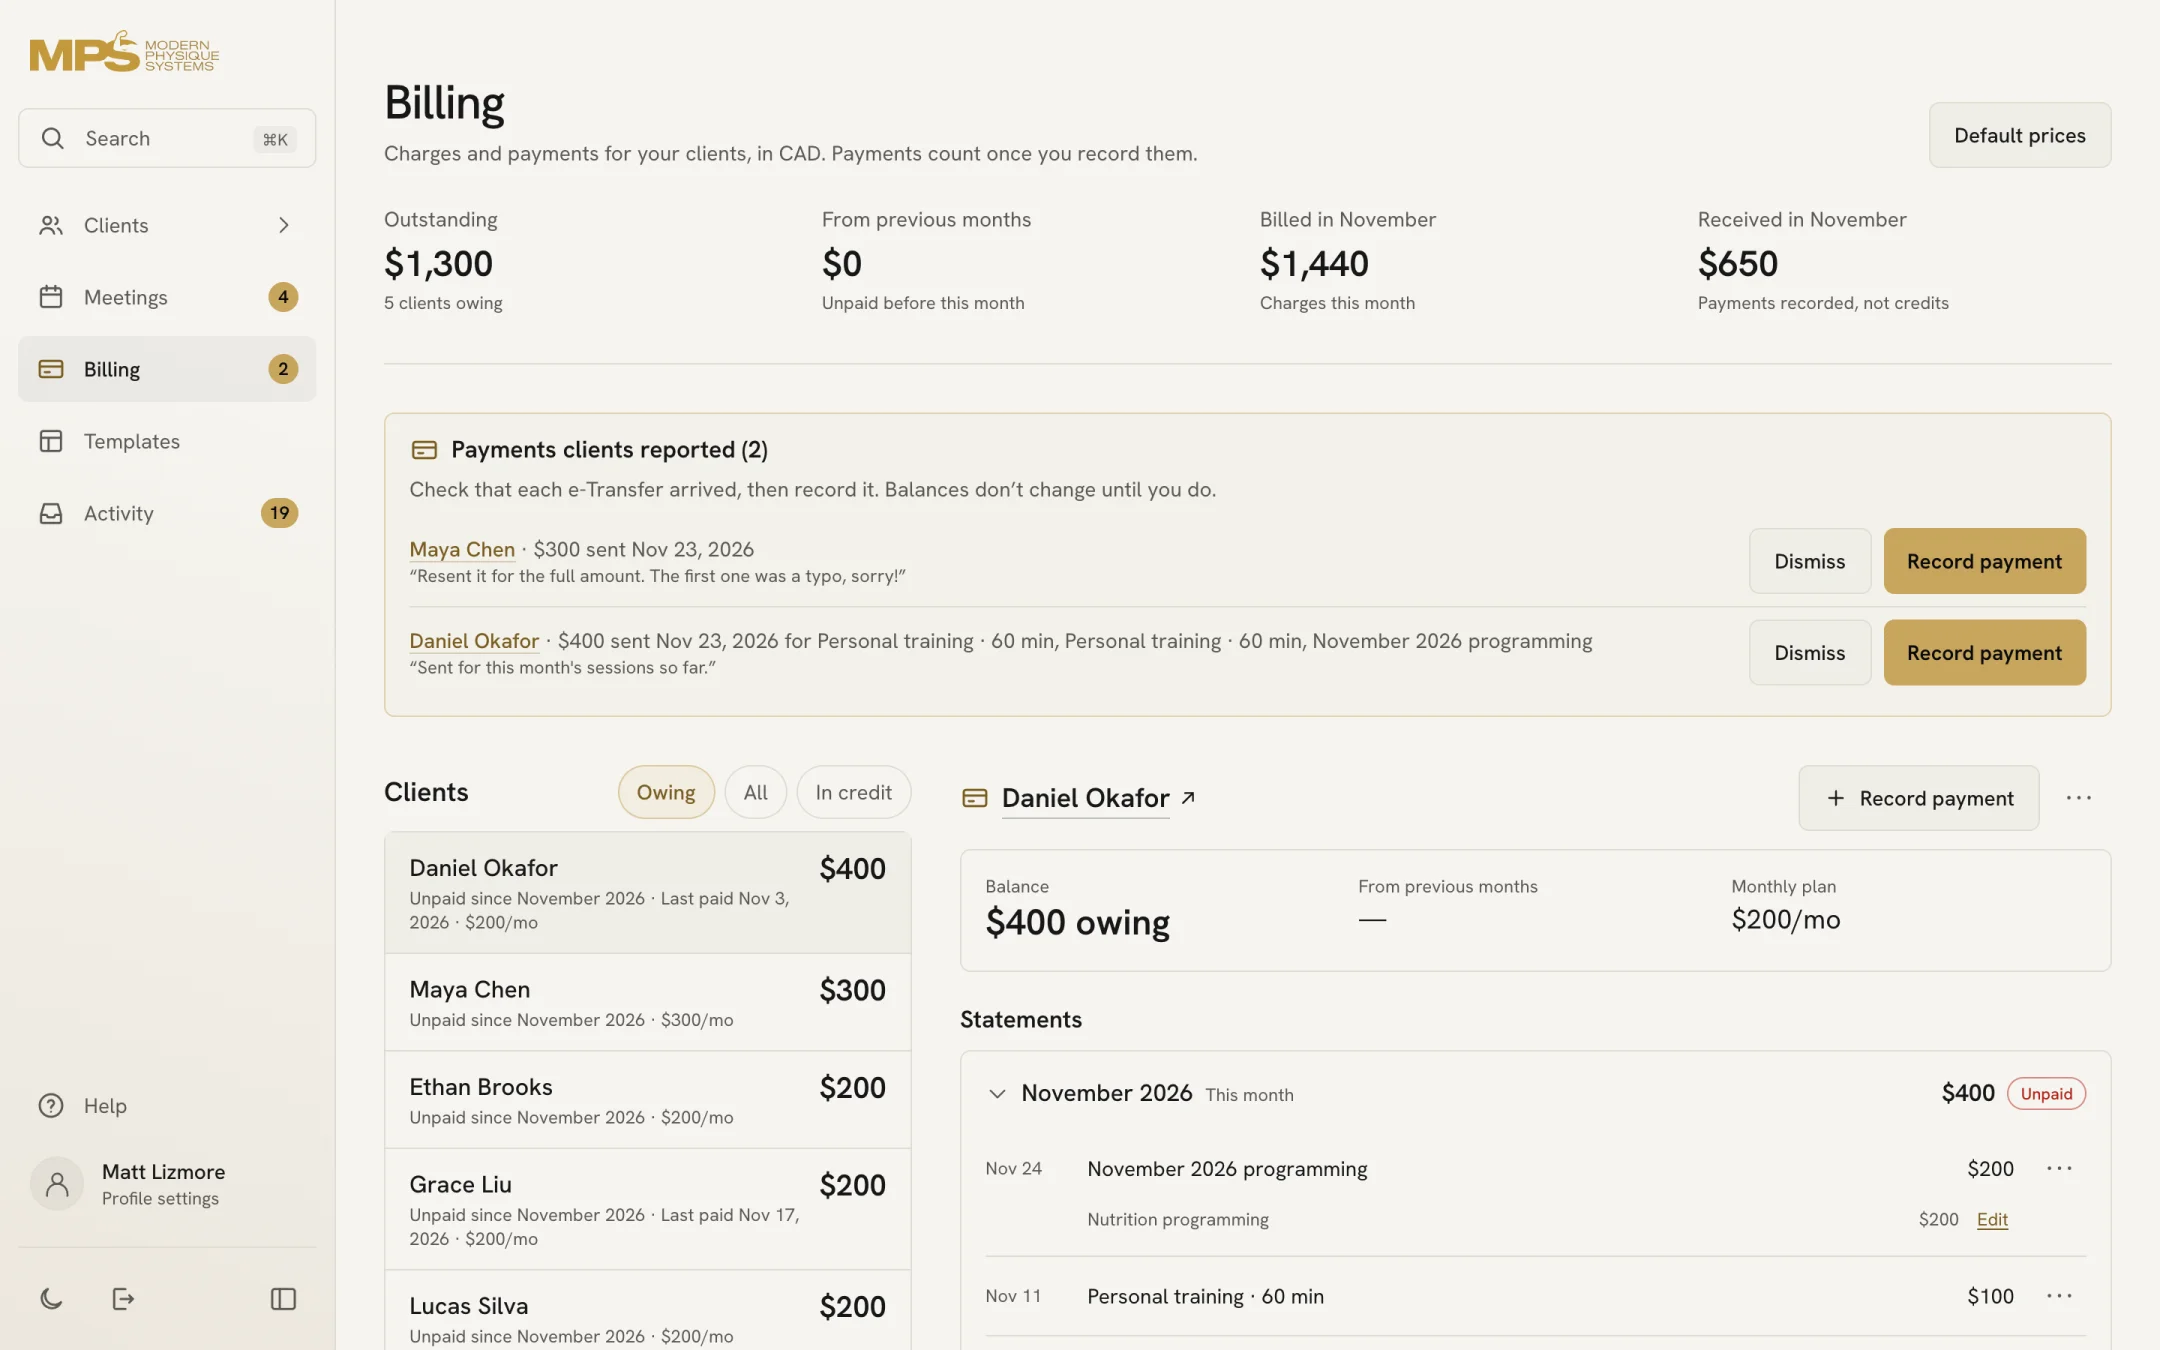 MPS MODERN
PHYSIQUE
SYSTEMS
Search ⌘K
Clients
Meetings 4
Billing 2
Templates
Activity 19
Help
Matt Lizmore
Profile settings
Billing
Charges and payments for your clients, in CAD. Payments count once you record them.
Default prices
Outstanding
$1,300
5 clients owing
From previous months
$0
Unpaid before this month
Billed in November
$1,440
Charges this month
Received in November
$650
Payments recorded, not credits
Payments clients reported (2)
Check that each e-Transfer arrived, then record it. Balances don’t change until you do.
Maya Chen · $300 sent Nov 23, 2026
“Resent it for the full amount. The first one was a typo, sorry!”
Dismiss
Record payment
Daniel Okafor · $400 sent Nov 23, 2026 for Personal training · 60 min, Personal training · 60 min, November 2026 programming
“Sent for this month's sessions so far.”
Dismiss
Record payment
Clients
Owing
All
In credit
Daniel Okafor $400
Unpaid since November 2026 · Last paid Nov 3,
2026 · $200/mo
Maya Chen $300
Unpaid since November 2026 · $300/mo
Ethan Brooks $200
Unpaid since November 2026 · $200/mo
Grace Liu $200
Unpaid since November 2026 · Last paid Nov 17,
2026 · $200/mo
Lucas Silva $200
Unpaid since November 2026 · $200/mo
Daniel Okafor ↗
+ Record payment ···
Balance
$400 owing
From previous months
—
Monthly plan
$200/mo
Statements
November 2026 This month $400 Unpaid
Nov 24 November 2026 programming $200 ···
Nutrition programming $200 Edit
Nov 11 Personal training · 60 min $100 ···